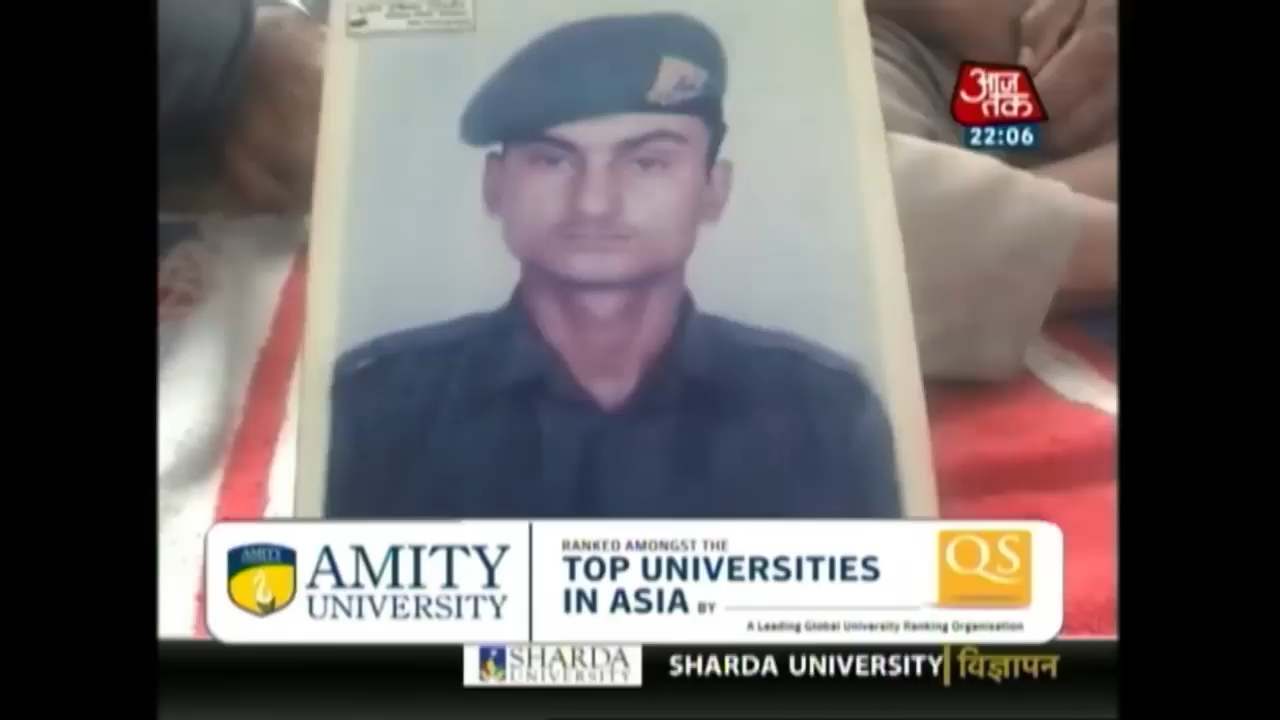 आज
तक
22:06
AMITY
AMITY
UNIVERSITY
RANKED AMONGST THE
TOP UNIVERSITIES
IN ASIA BY
QS
A Leading Global University Ranking Organisation
SHARDA
UNIVERSITY
SHARDA UNIVERSITY
विज्ञापन